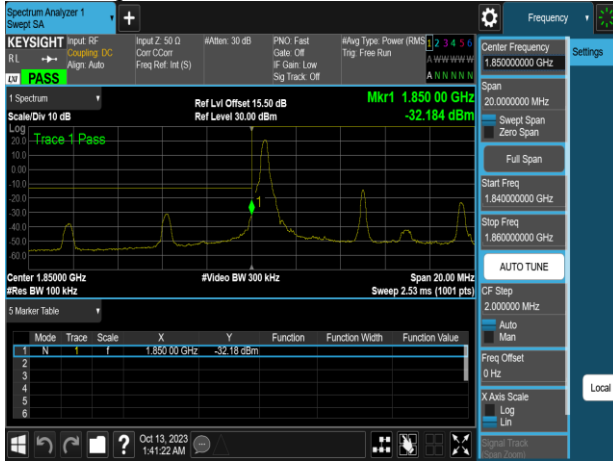 Spectrum Analyzer 1
Swept SA
+
Frequency
KEYSIGHT
RL
LXI
PASS
Input: RF
Coupling: DC
Align: Auto
Input Z: 50 Ω
Corr CCorr
Freq Ref: Int (S)
#Atten: 30 dB
PNO: Fast
Gate: Off
IF Gain: Low
Sig Track: Off
#Avg Type: Power (RMS
Trig: Free Run
1 2 3 4 5 6
A W W W W W
A N N N N N
1 Spectrum
Scale/Div 10 dB
Ref Lvl Offset 15.50 dB
Ref Level 30.00 dBm
Mkr1 1.850 00 GHz
-32.184 dBm
Log
Trace 1 Pass
20.0
10.0
0.00
-10.0
-20.0
-30.0
-40.0
-50.0
-60.0
1
Center 1.85000 GHz
#Res BW 100 kHz
#Video BW 300 kHz
Span 20.00 MHz
Sweep 2.53 ms (1001 pts)
5 Marker Table
Mode Trace Scale X Y Function Function Width Function Value
1 N 1 f 1.850 00 GHz -32.18 dBm
2
3
4
5
6
Oct 13, 2023
1:41:22 AM
?
Center Frequency
1.850000000 GHz
Span
20.0000000 MHz
Swept Span
Zero Span
Full Span
Start Freq
1.840000000 GHz
Stop Freq
1.860000000 GHz
AUTO TUNE
CF Step
2.000000 MHz
Auto
Man
Freq Offset
0 Hz
X Axis Scale
Log
Lin
Signal Track
(Span Zoom)
Settings
Local